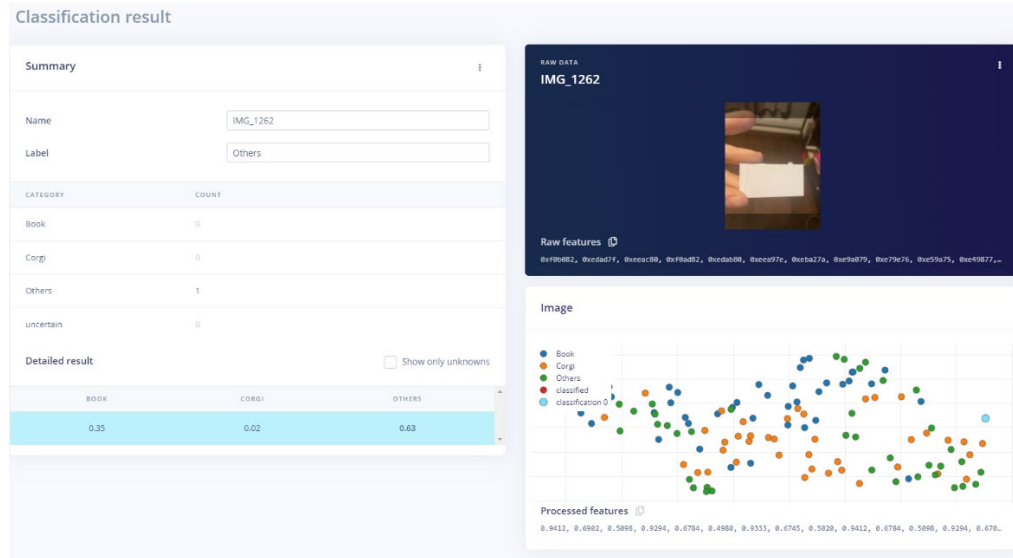 Classification result
Summary
Name
IMG_1262
Label
Others
CATEGORY COUNT
Book 0
Corgi 0
Others 1
uncertain 0
Detailed result
Show only unknowns
BOOK CORGI OTHERS
0.35 0.02 0.63
RAW DATA
IMG_1262
Raw features
0xf0b082, 0xedad7f, 0xeeac80, 0xf0ad82, 0xedab80, 0xeea97e, 0xeba27a, 0xe9a079, 0xe79e76, 0xe59a75, 0xe49877,…
Image
Book
Corgi
Others
classified
classification 0
Processed features
0.9412, 0.6902, 0.5098, 0.9294, 0.6784, 0.4980, 0.9333, 0.6745, 0.5020, 0.9412, 0.6784, 0.5098, 0.9294, 0.670…